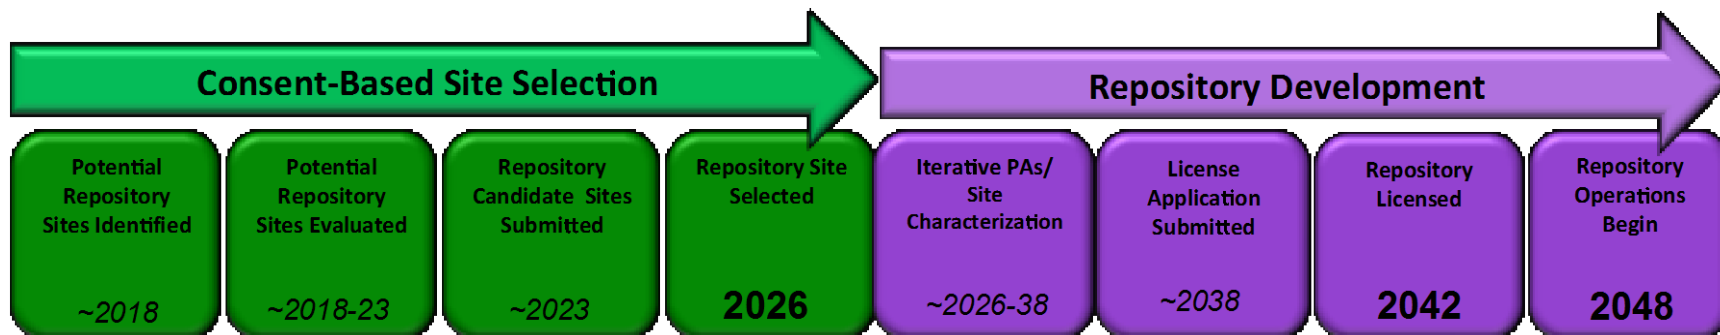 Consent-Based Site Selection
Repository Development
Potential
Repository
Sites Identified
~2018
Potential
Repository
Sites Evaluated
~2018-23
Repository
Candidate Sites
Submitted
~2023
Repository Site
Selected
2026
Iterative PAs/
Site
Characterization
~2026-38
License
Application
Submitted
~2038
Repository
Licensed
2042
Repository
Operations
Begin
2048